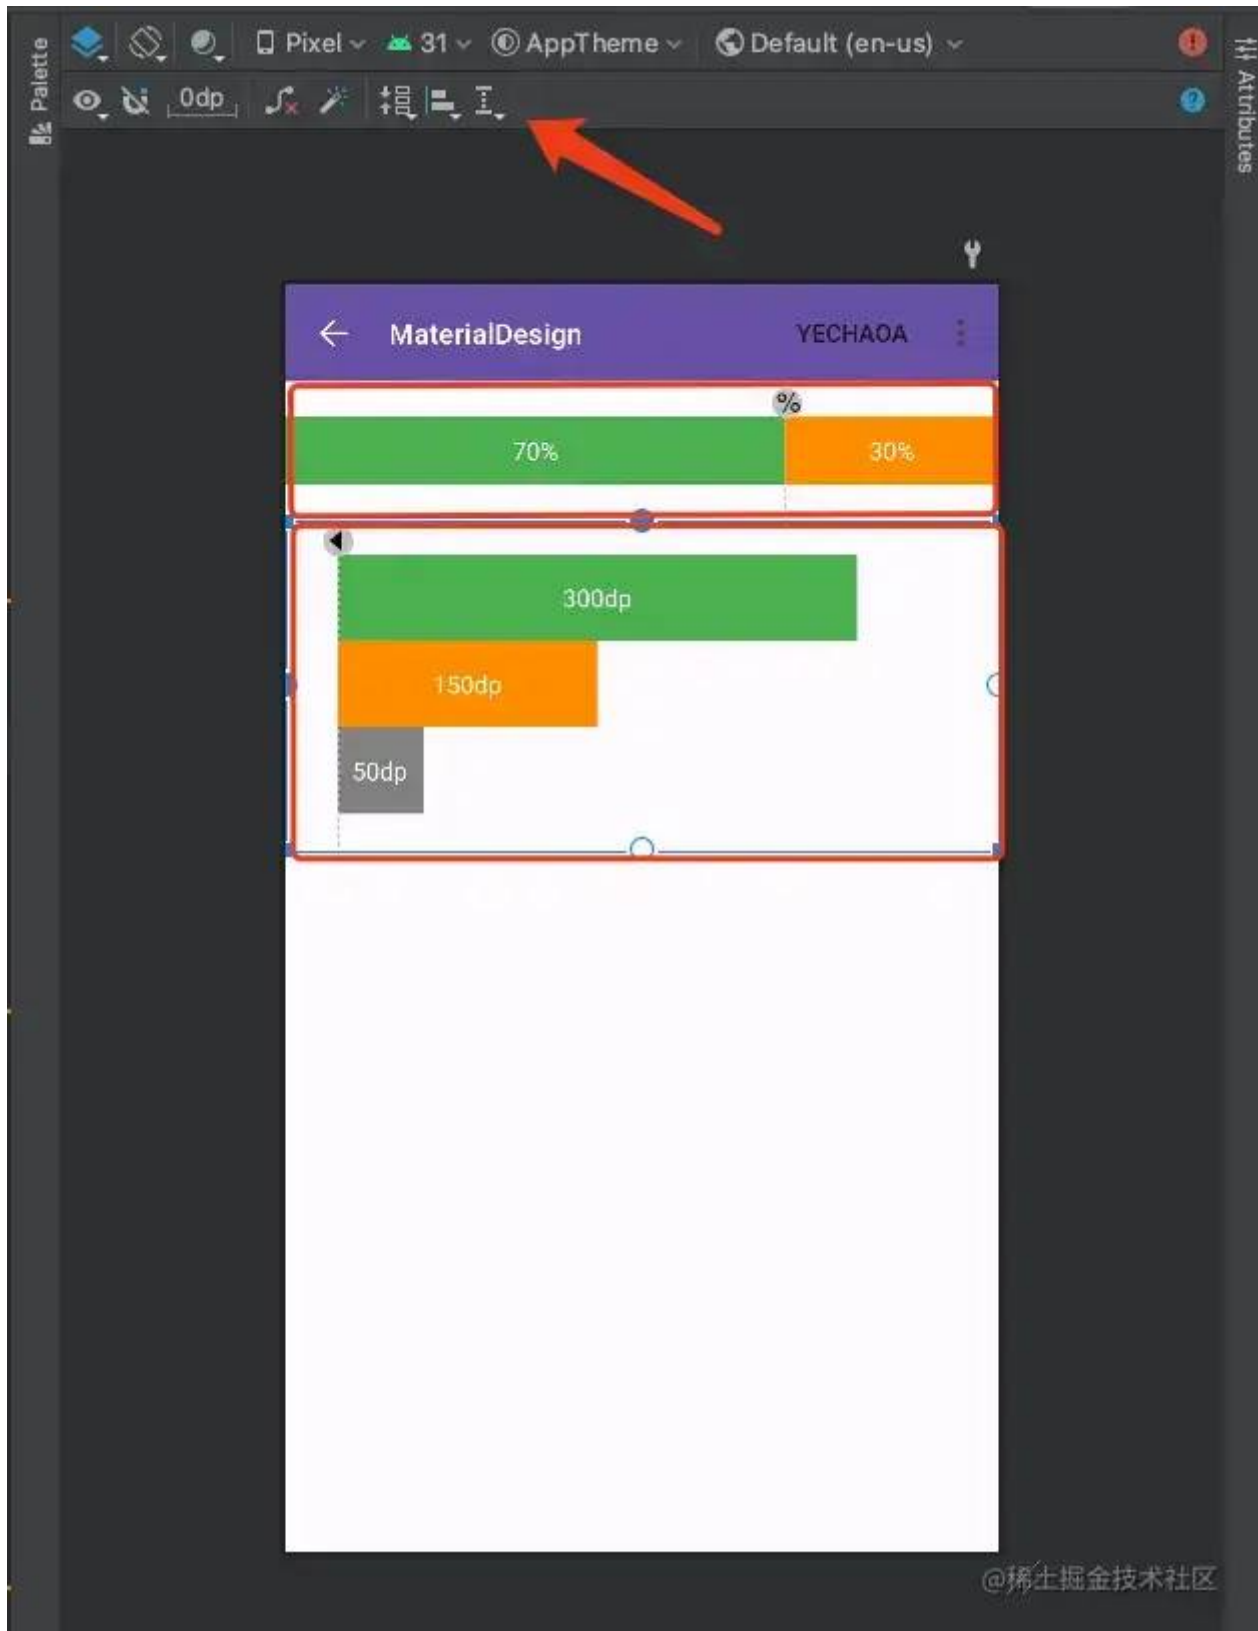 Palette
Pixel
31
AppTheme
Default (en-us)
Attributes
0dp
MaterialDesign
YECHAOA
%
70%
30%
300dp
150dp
50dp
@稀土掘金技术社区